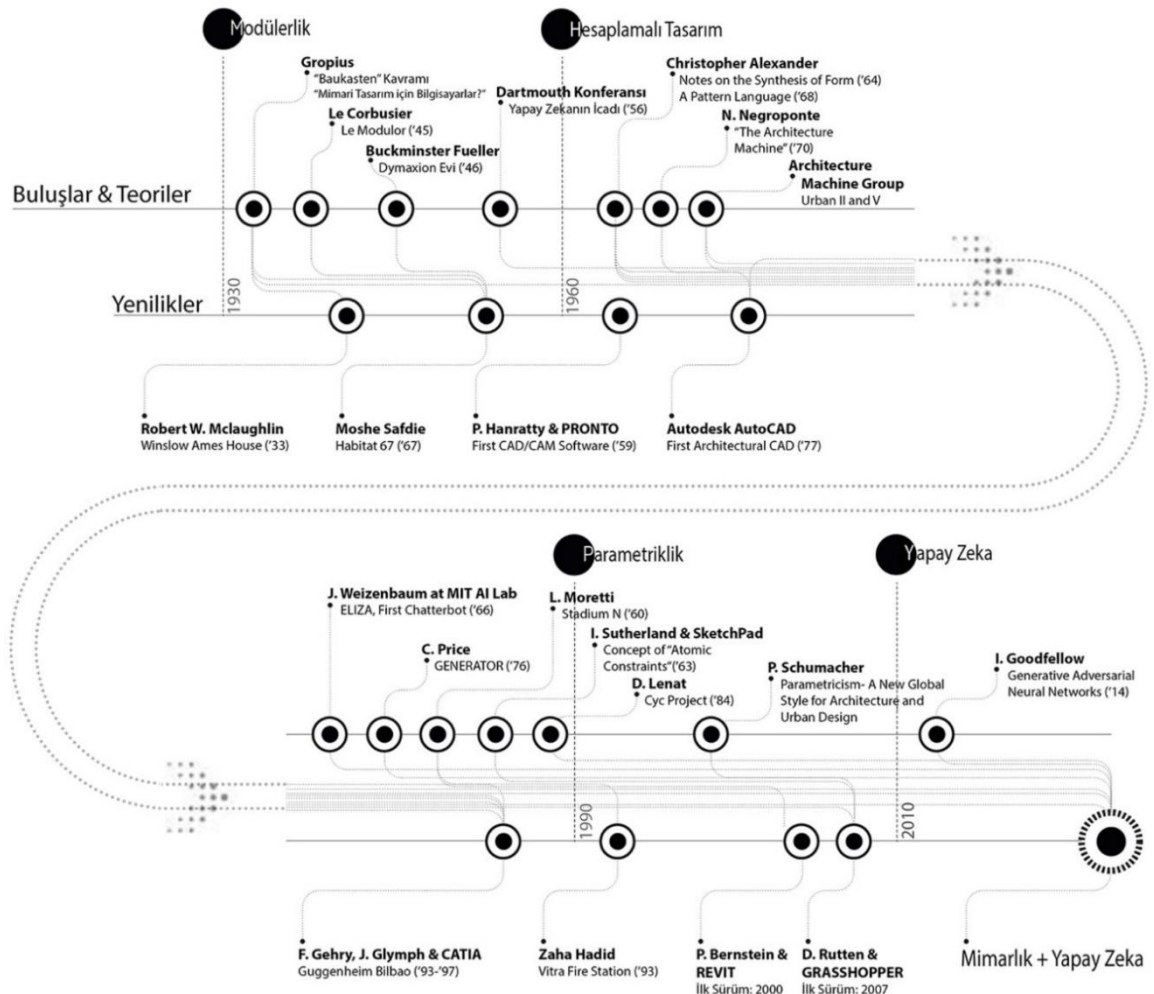 Modülerlik
Hesaplamalı Tasarım
Gropius
"Baukasten" Kavramı
"Mimari Tasarım için Bilgisayarlar?"
Le Corbusier
Le Modulor ('45)
Buckminster Fueller
Dymaxion Evi ('46)
Dartmouth Konferansı
Yapay Zekanın İcadı ('56)
Christopher Alexander
Notes on the Synthesis of Form ('64)
A Pattern Language ('68)
N. Negroponte
"The Architecture
Machine" ('70)
Architecture
Machine Group
Urban II and V
Buluşlar & Teoriler
1930
1960
Yenilikler
Robert W. Mclaughlin
Winslow Ames House ('33)
Moshe Safdie
Habitat 67 ('67)
P. Hanratty & PRONTO
First CAD/CAM Software ('59)
Autodesk AutoCAD
First Architectural CAD ('77)
Parametriklik
Yapay Zeka
J. Weizenbaum at MIT AI Lab
ELIZA, First Chatterbot ('66)
C. Price
GENERATOR ('76)
L. Moretti
Stadium N ('60)
I. Sutherland & SketchPad
Concept of "Atomic
Constraints"('63)
D. Lenat
Cyc Project ('84)
P. Schumacher
Parametricism- A New Global
Style for Architecture and
Urban Design
I. Goodfellow
Generative Adversarial
Neural Networks ('14)
1990
2010
F. Gehry, J. Glymph & CATIA
Guggenheim Bilbao ('93-'97)
Zaha Hadid
Vitra Fire Station ('93)
P. Bernstein &
REVIT
İlk Sürüm: 2000
D. Rutten &
GRASSHOPPER
İlk Sürüm: 2007
Mimarlık + Yapay Zeka